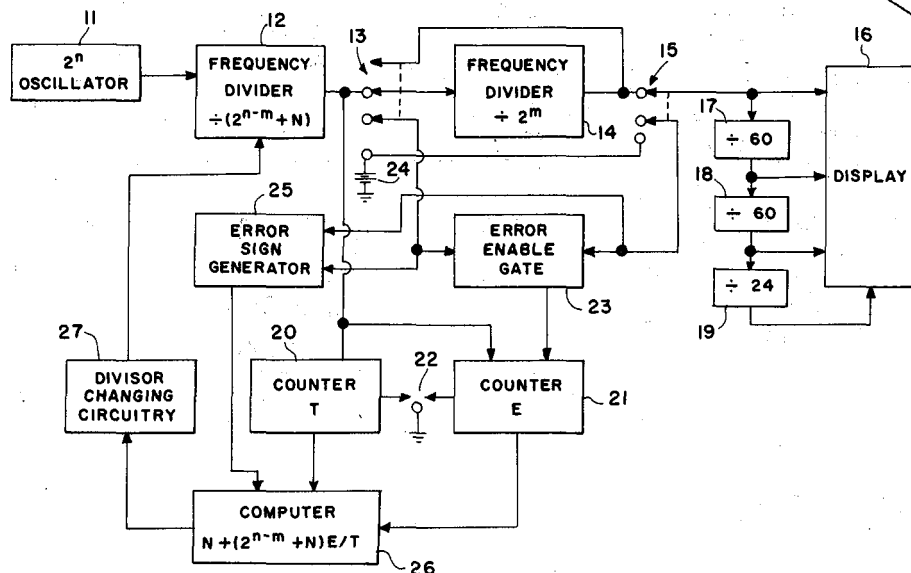 11
2ⁿ
OSCILLATOR
12
FREQUENCY
DIVIDER
÷(2ⁿ⁻ᵐ+N)
13
FREQUENCY
DIVIDER
÷ 2ᵐ
14
15
16
DISPLAY
17
÷ 60
18
÷ 60
÷ 24
19
24
25
ERROR
SIGN
GENERATOR
ERROR
ENABLE
GATE
23
27
DIVISOR
CHANGING
CIRCUITRY
20
COUNTER
T
22
COUNTER
E
21
COMPUTER
N+(2ⁿ⁻ᵐ+N)E/T
26